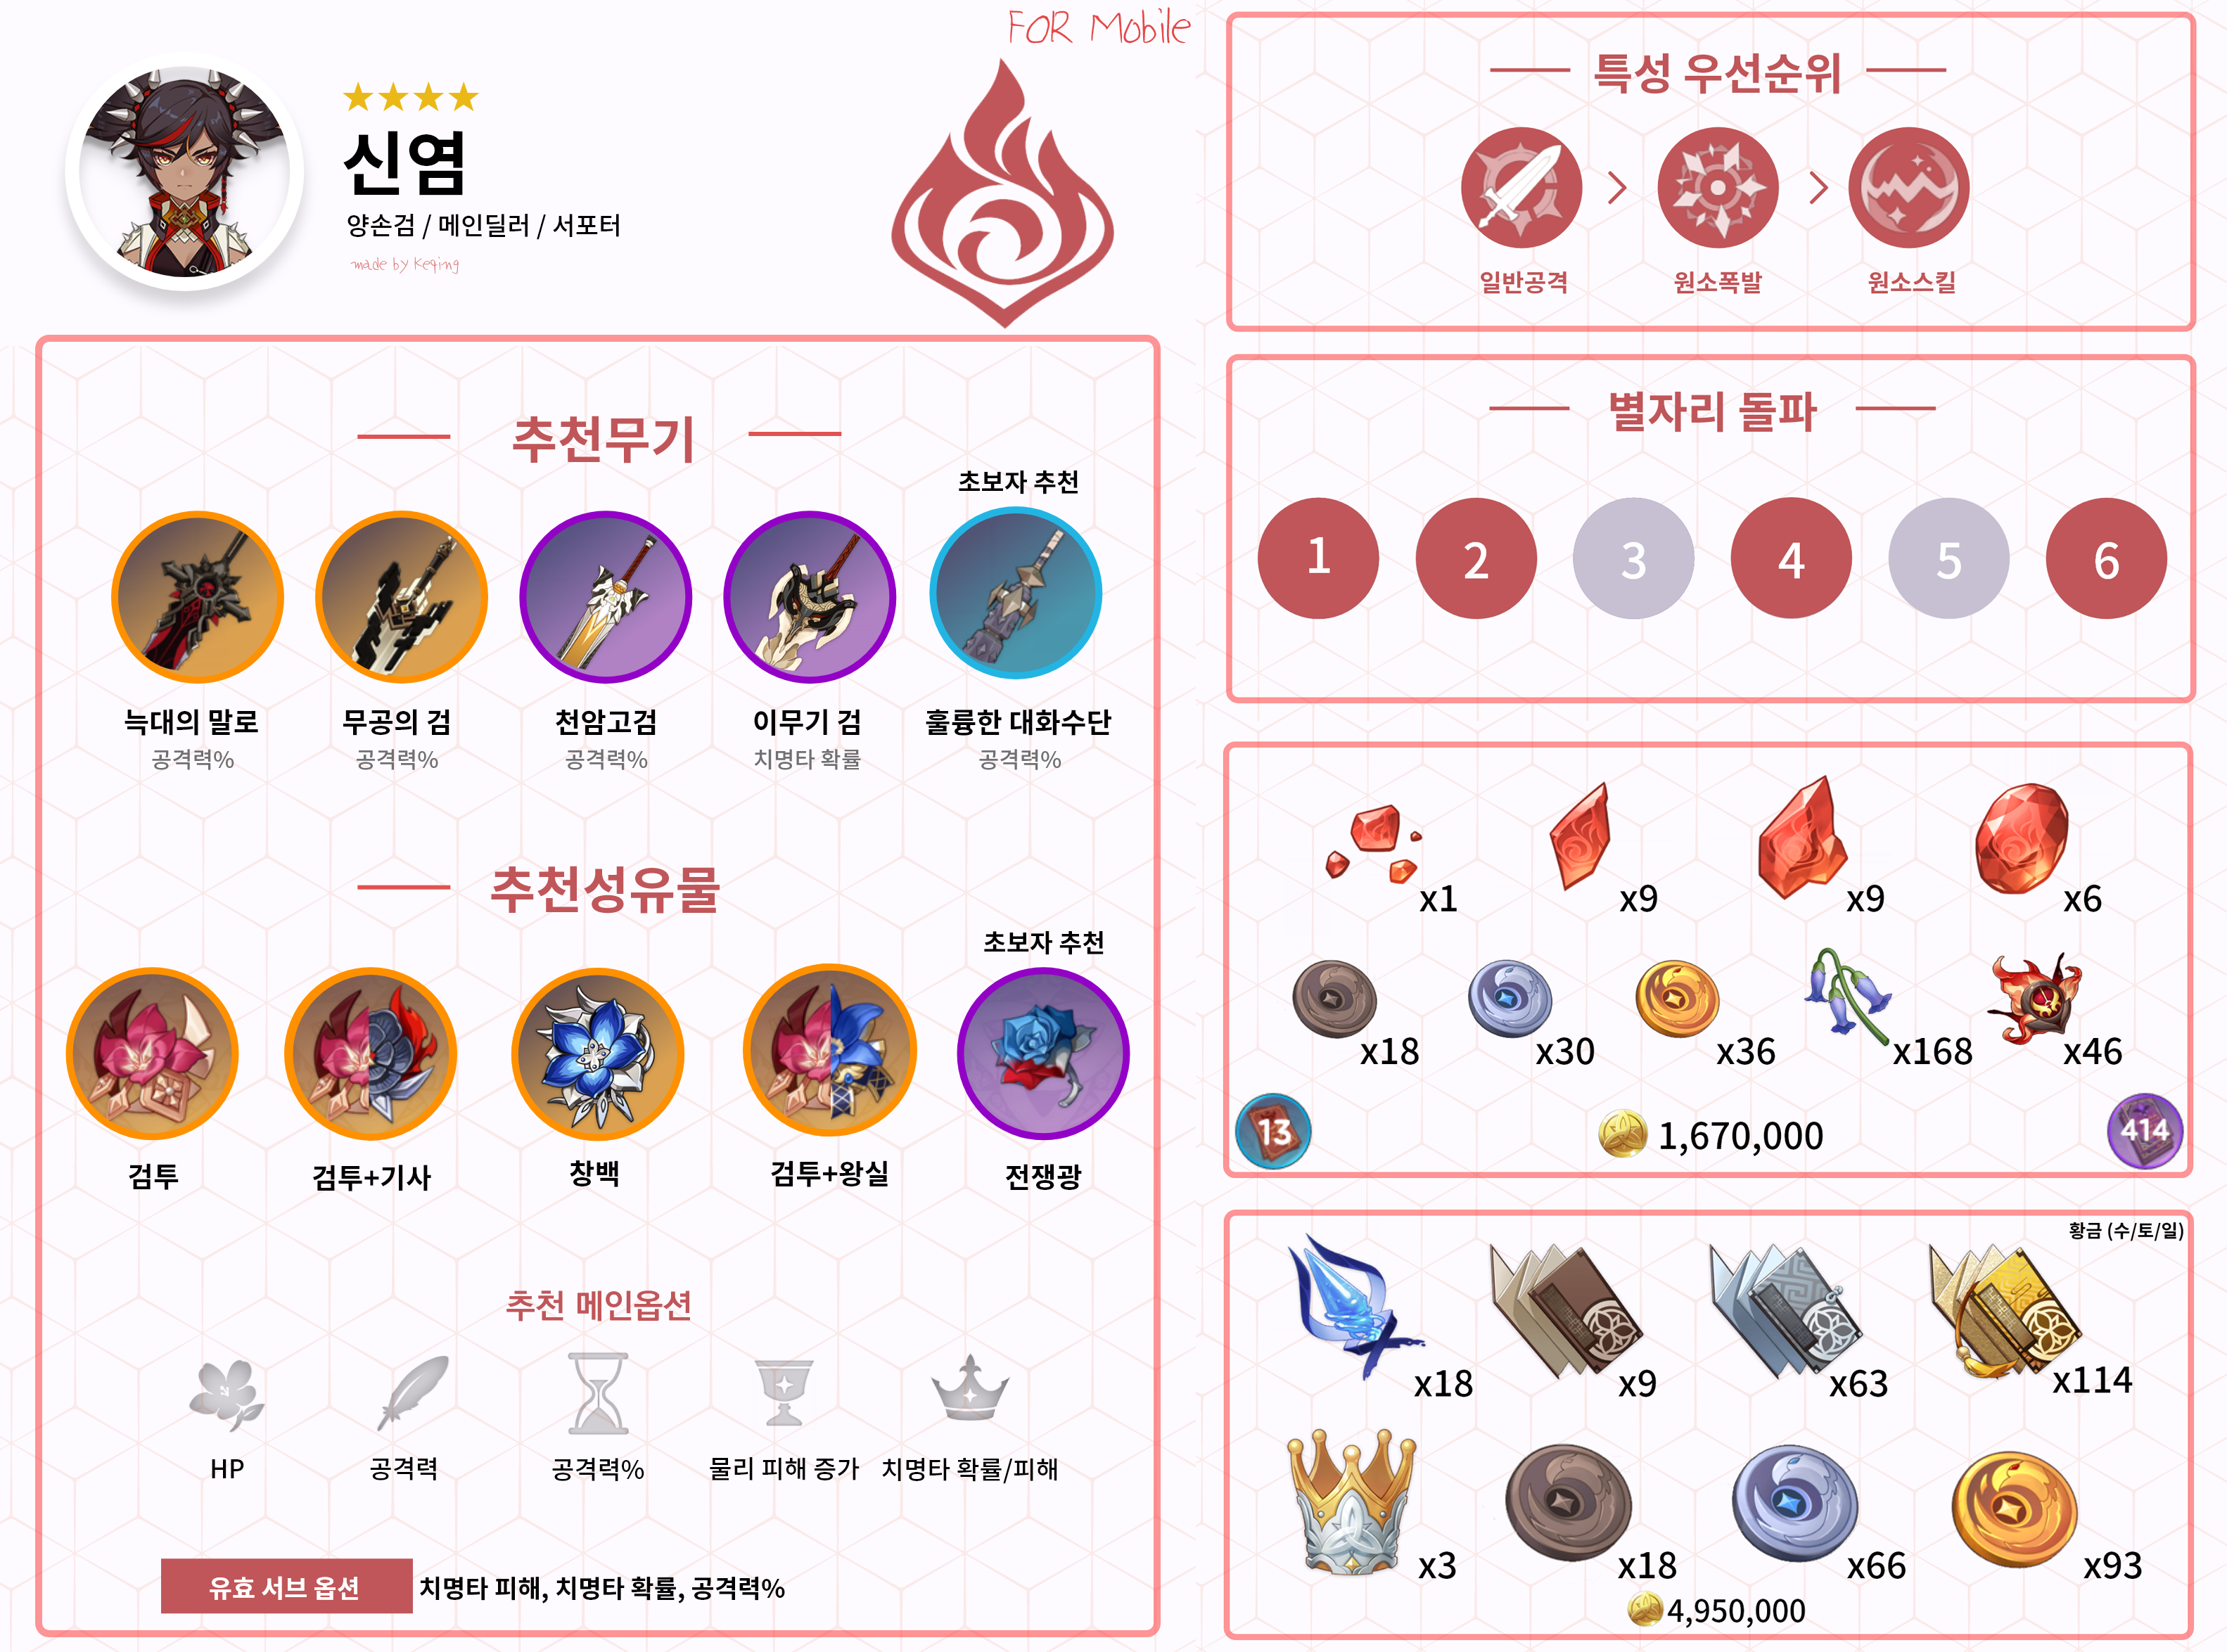 FOR Mobile
신염
양손검 / 메인딜러 / 서포터
made by Keqing
추천무기
초보자 추천
늑대의 말로
공격력%
무공의 검
공격력%
천암고검
공격력%
이무기 검
치명타 확률
훌륭한 대화수단
공격력%
추천성유물
초보자 추천
검투
검투+기사
창백
검투+왕실
전쟁광
추천 메인옵션
HP
공격력
공격력%
물리 피해 증가
치명타 확률/피해
유효 서브 옵션 치명타 피해, 치명타 확률, 공격력%
특성 우선순위
일반공격 > 원소폭발 > 원소스킬
별자리 돌파
1 2 3 4 5 6
x1 x9 x9 x6
x18 x30 x36 x168 x46
13 1,670,000 414
황금 (수/토/일)
x18 x9 x63 x114
x3 x18 x66 x93
4,950,000